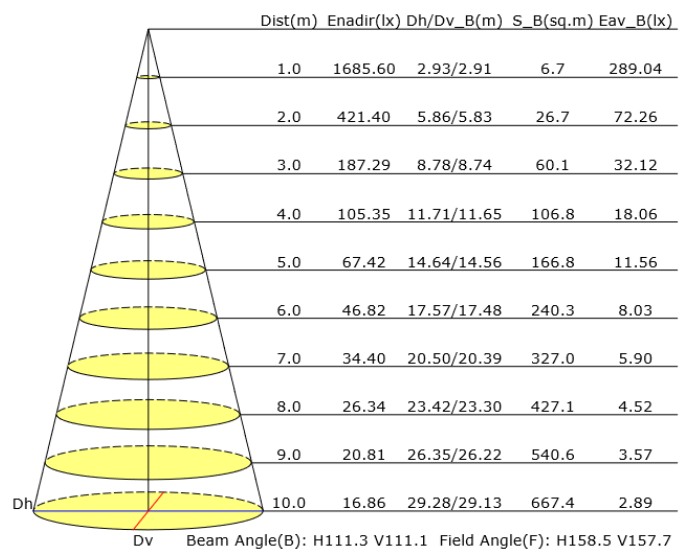 Dist(m) Enadir(lx) Dh/Dv_B(m) S_B(sq.m) Eav_B(lx)
1.0 1685.60 2.93/2.91 6.7 289.04
2.0 421.40 5.86/5.83 26.7 72.26
3.0 187.29 8.78/8.74 60.1 32.12
4.0 105.35 11.71/11.65 106.8 18.06
5.0 67.42 14.64/14.56 166.8 11.56
6.0 46.82 17.57/17.48 240.3 8.03
7.0 34.40 20.50/20.39 327.0 5.90
8.0 26.34 23.42/23.30 427.1 4.52
9.0 20.81 26.35/26.22 540.6 3.57
Dh 10.0 16.86 29.28/29.13 667.4 2.89
Dv Beam Angle(B): H111.3 V111.1 Field Angle(F): H158.5 V157.7